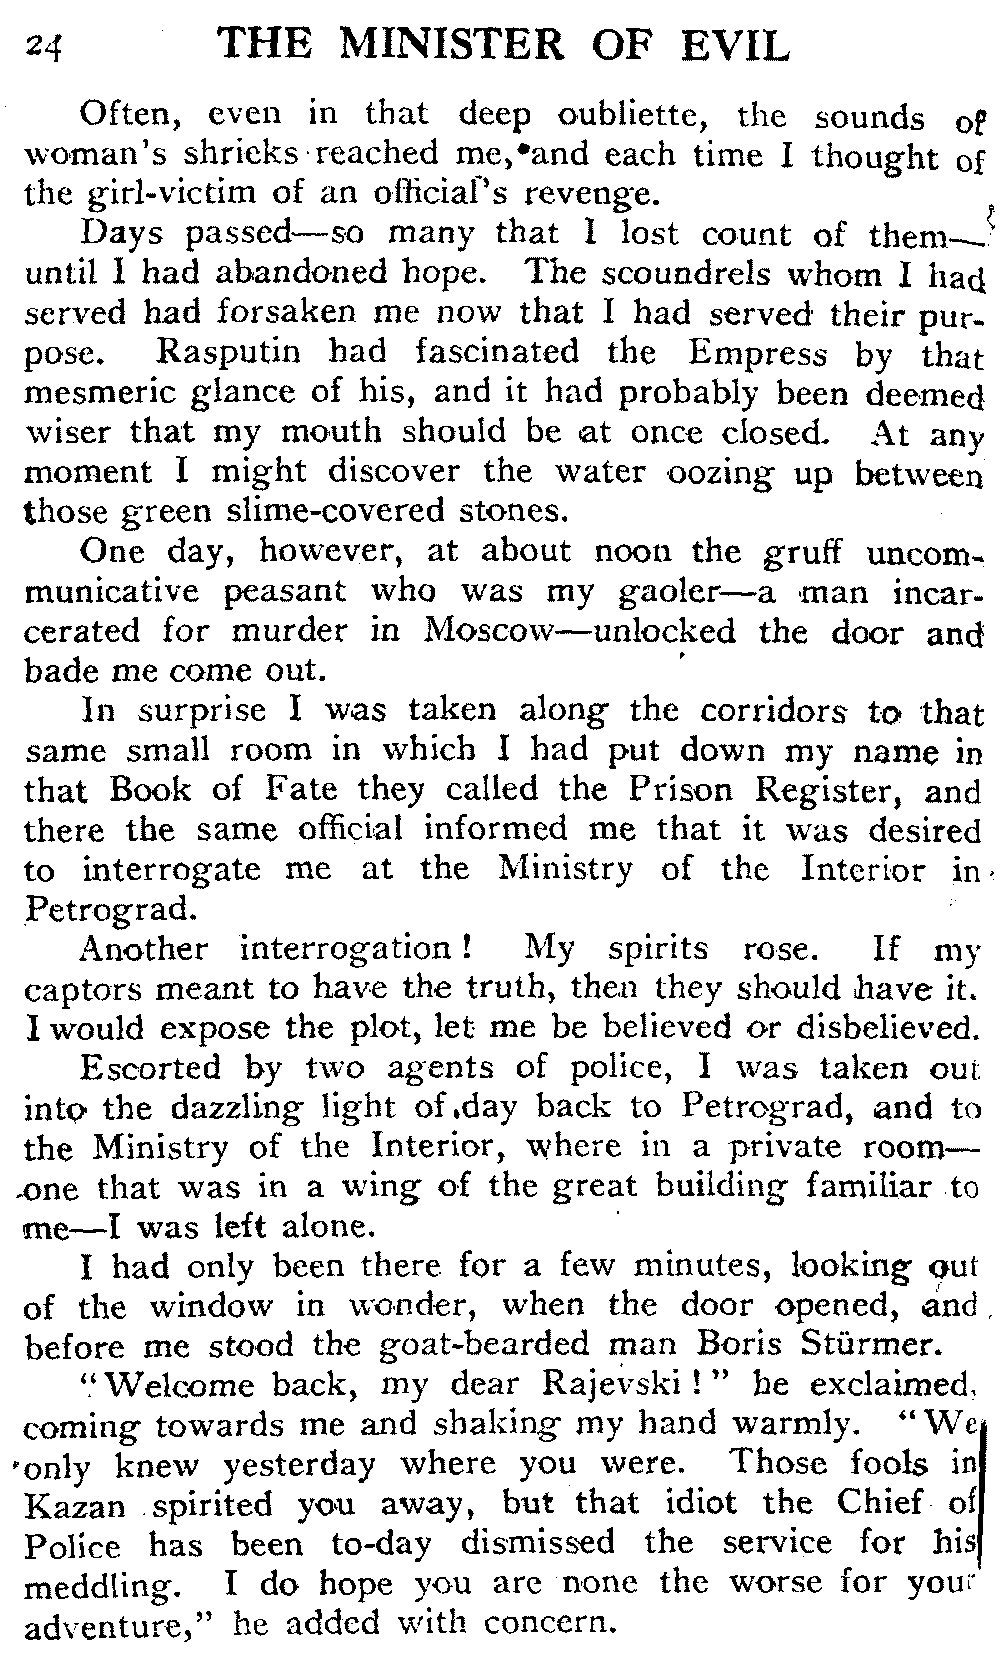 24 THE MINISTER OF EVIL
Often, even in that deep oubliette, the sounds of
woman's shrieks reached me, and each time I thought of
the girl-victim of an official's revenge.
Days passed—so many that I lost count of them—
until I had abandoned hope. The scoundrels whom I had
served had forsaken me now that I had served their pur-
pose. Rasputin had fascinated the Empress by that
mesmeric glance of his, and it had probably been deemed
wiser that my mouth should be at once closed. At any
moment I might discover the water oozing up between
those green slime-covered stones.
One day, however, at about noon the gruff uncom-
municative peasant who was my gaoler—a man incar-
cerated for murder in Moscow—unlocked the door and
bade me come out.
In surprise I was taken along the corridors to that
same small room in which I had put down my name in
that Book of Fate they called the Prison Register, and
there the same official informed me that it was desired
to interrogate me at the Ministry of the Interior in
Petrograd.
Another interrogation! My spirits rose. If my
captors meant to have the truth, then they should have it.
I would expose the plot, let me be believed or disbelieved.
Escorted by two agents of police, I was taken out
into the dazzling light of day back to Petrograd, and to
the Ministry of the Interior, where in a private room—
one that was in a wing of the great building familiar to
me—I was left alone.
I had only been there for a few minutes, looking out
of the window in wonder, when the door opened, and
before me stood the goat-bearded man Boris Stürmer.
"Welcome back, my dear Rajevski!" he exclaimed,
coming towards me and shaking my hand warmly. "We
only knew yesterday where you were. Those fools in
Kazan spirited you away, but that idiot the Chief of
Police has been to-day dismissed the service for his
meddling. I do hope you are none the worse for your
adventure," he added with concern.